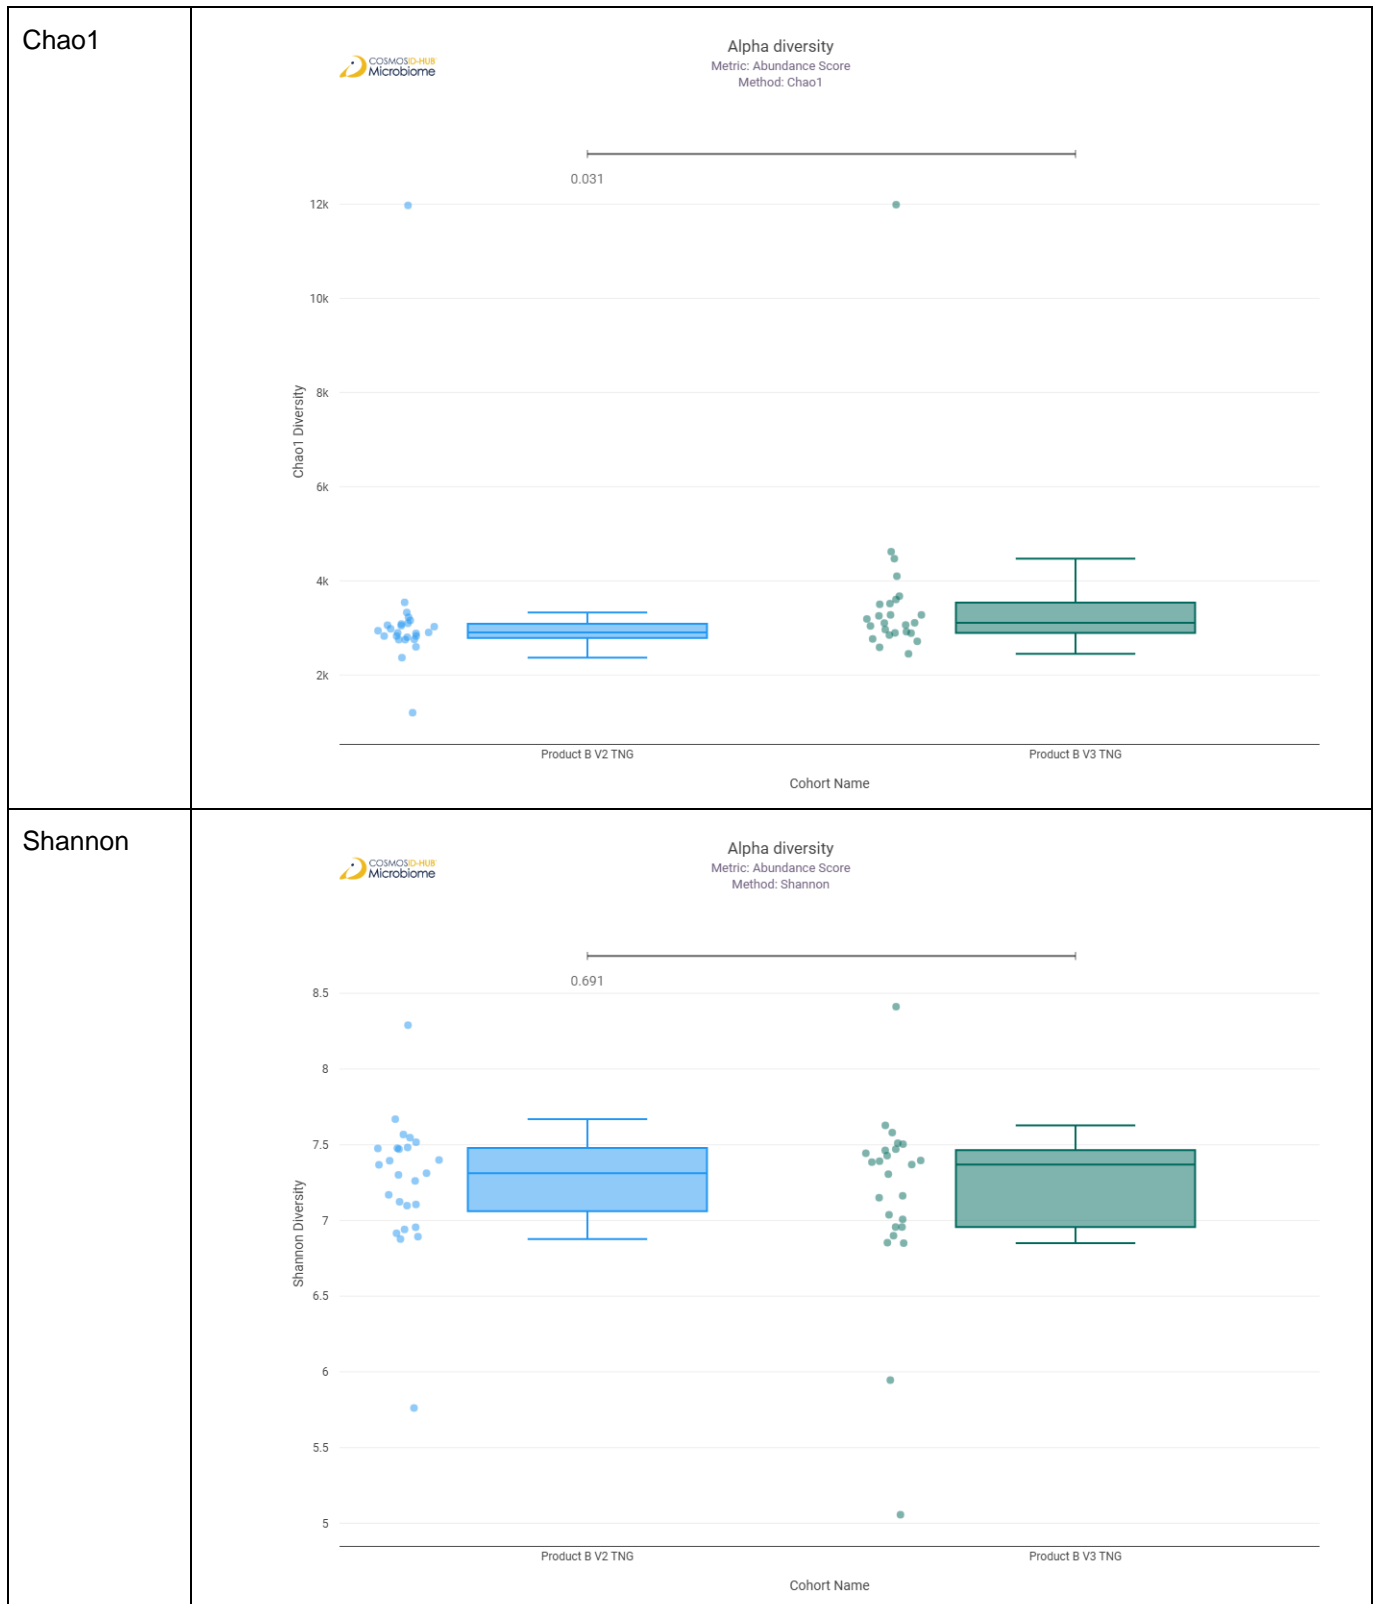 Chao1
COSMOSID-HUB
Microbiome
Alpha diversity
Metric: Abundance Score
Method: Chao1
0.031
12k
10k
8k
6k
4k
2k
Chao1 Diversity
Product B V2 TNG
Product B V3 TNG
Cohort Name
Shannon
COSMOSID-HUB
Microbiome
Alpha diversity
Metric: Abundance Score
Method: Shannon
0.691
8.5
8
7.5
7
6.5
6
5.5
5
Shannon Diversity
Product B V2 TNG
Product B V3 TNG
Cohort Name